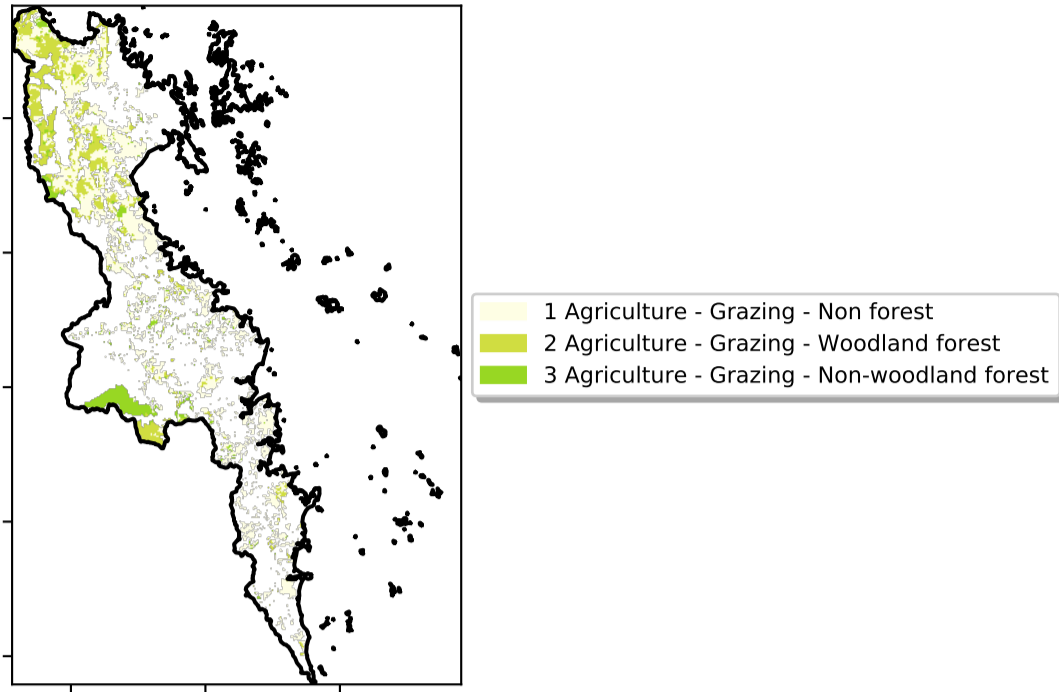 1 Agriculture - Grazing - Non forest
2 Agriculture - Grazing - Woodland forest
3 Agriculture - Grazing - Non-woodland forest